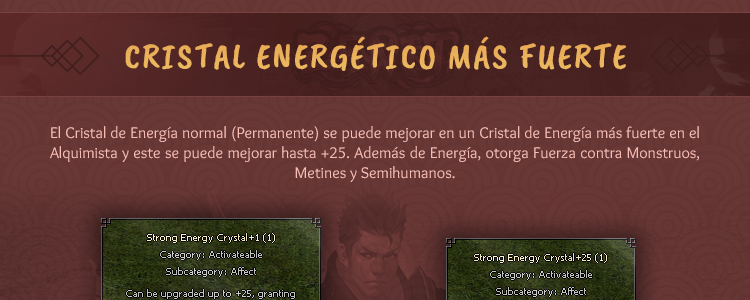 CRISTAL ENERGÉTICO MÁS FUERTE
El Cristal de Energía normal (Permanente) se puede mejorar en un Cristal de Energía más fuerte en el
Alquimista y este se puede mejorar hasta +25. Además de Energía, otorga Fuerza contra Monstruos,
Metines y Semihumanos.
Strong Energy Crystal+1 (1)
Category: Activateable
Subcategory: Affect
Can be upgraded up to +25, granting
Strong Energy Crystal+25 (1)
Category: Activateable
Subcategory: Affect